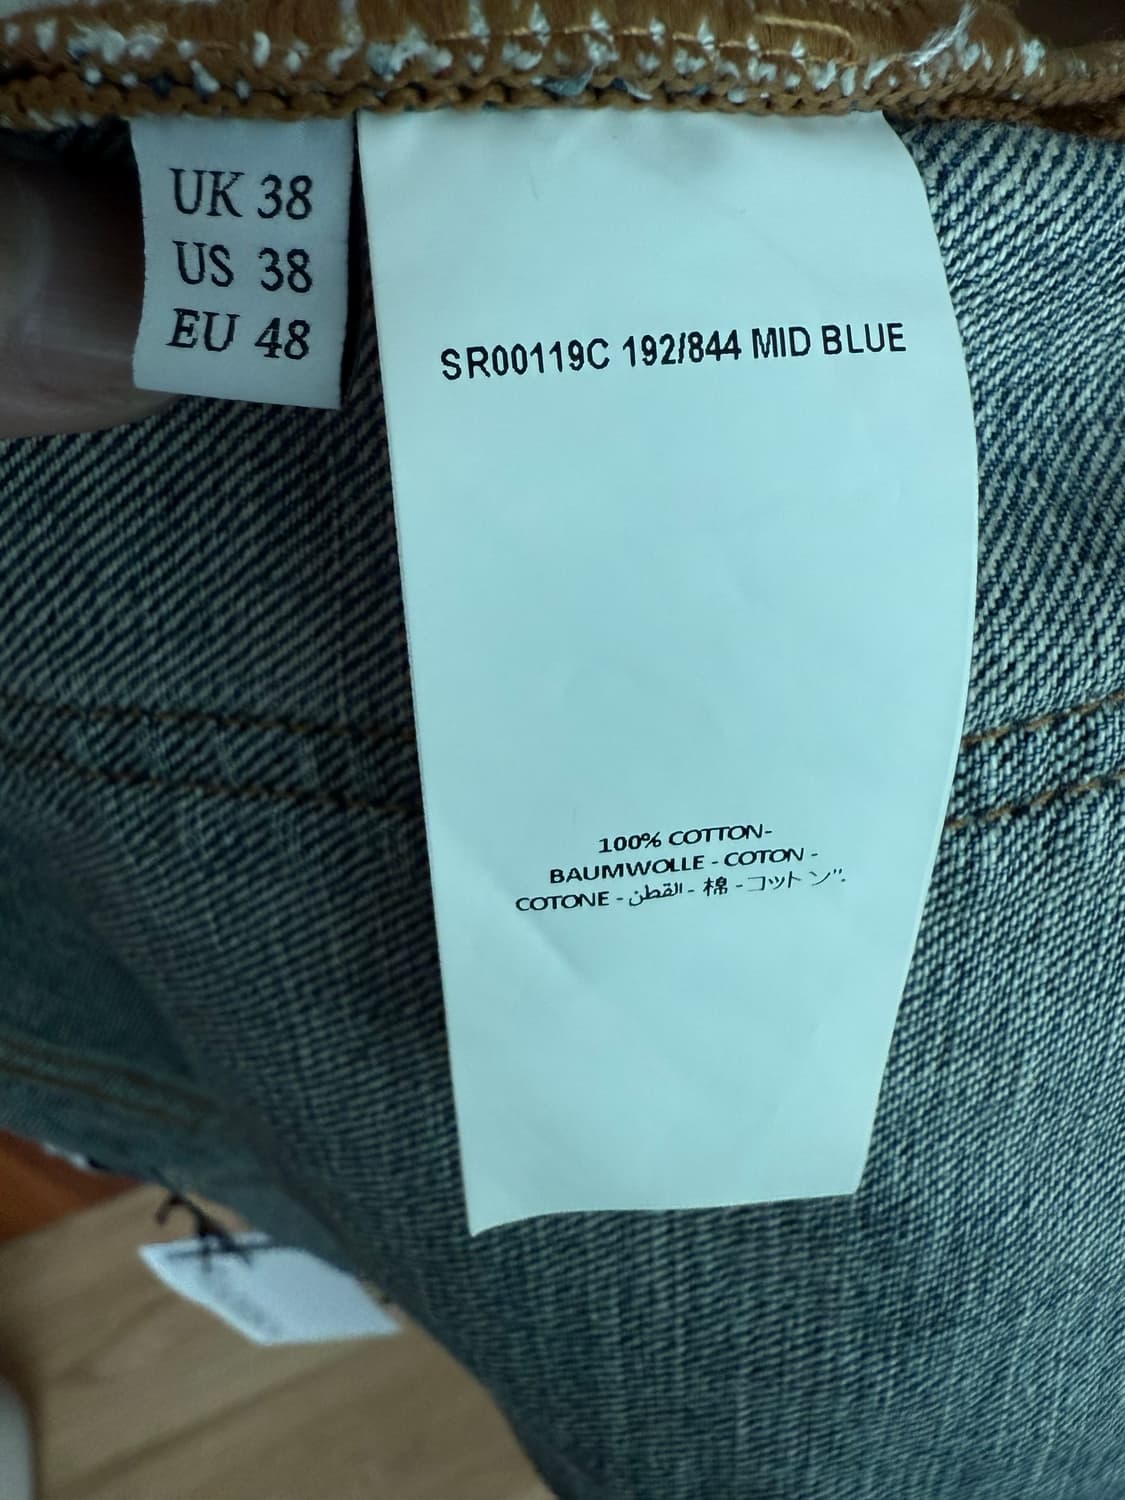 UK 38
US 38
EU 48
SR00119C 192/844 MID BLUE
100% COTTON-
BAUMWOLLE - COTON -
COTONE - القطن - 棉 - コットン".